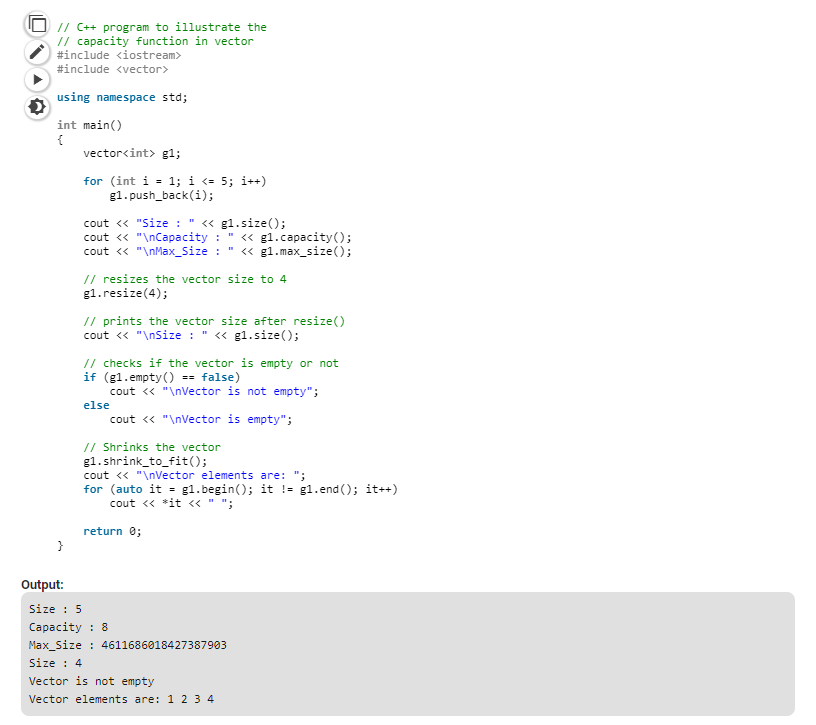 // C++ program to illustrate the
// capacity function in vector
#include <iostream>
#include <vector>
using namespace std;
int main()
{
    vector<int> g1;
    for (int i = 1; i <= 5; i++)
        g1.push_back(i);
    cout << "Size : " << g1.size();
    cout << "\nCapacity : " << g1.capacity();
    cout << "\nMax_Size : " << g1.max_size();
    // resizes the vector size to 4
    g1.resize(4);
    // prints the vector size after resize()
    cout << "\nSize : " << g1.size();
    // checks if the vector is empty or not
    if (g1.empty() == false)
        cout << "\nVector is not empty";
    else
        cout << "\nVector is empty";
    // Shrinks the vector
    g1.shrink_to_fit();
    cout << "\nVector elements are: ";
    for (auto it = g1.begin(); it != g1.end(); it++)
        cout << *it << " ";
    return 0;
}
Output:
Size : 5
Capacity : 8
Max_Size : 4611686018427387903
Size : 4
Vector is not empty
Vector elements are: 1 2 3 4